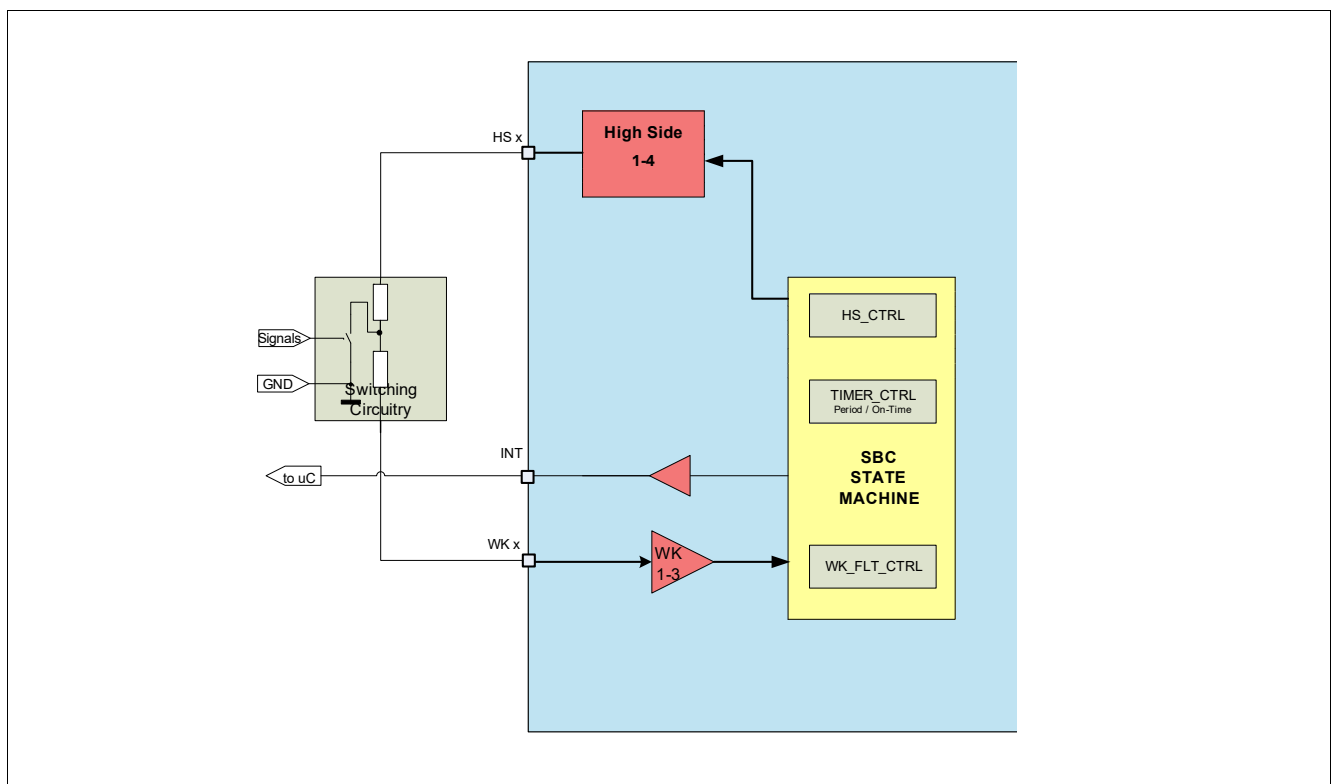 High Side
1-4
HS x
HS_CTRL
Signals
GND
Switching
Circuitry
TIMER_CTRL
Period / On-Time
INT
to uC
SBC
STATE
MACHINE
WK x
WK
1-3
WK_FLT_CTRL